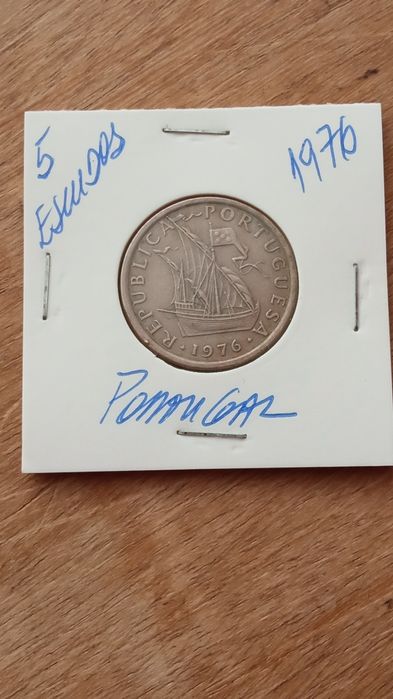 5
ESCUDOS
1976
REPUBLICA PORTUGUESA
· 1976 ·
PORTUGAL